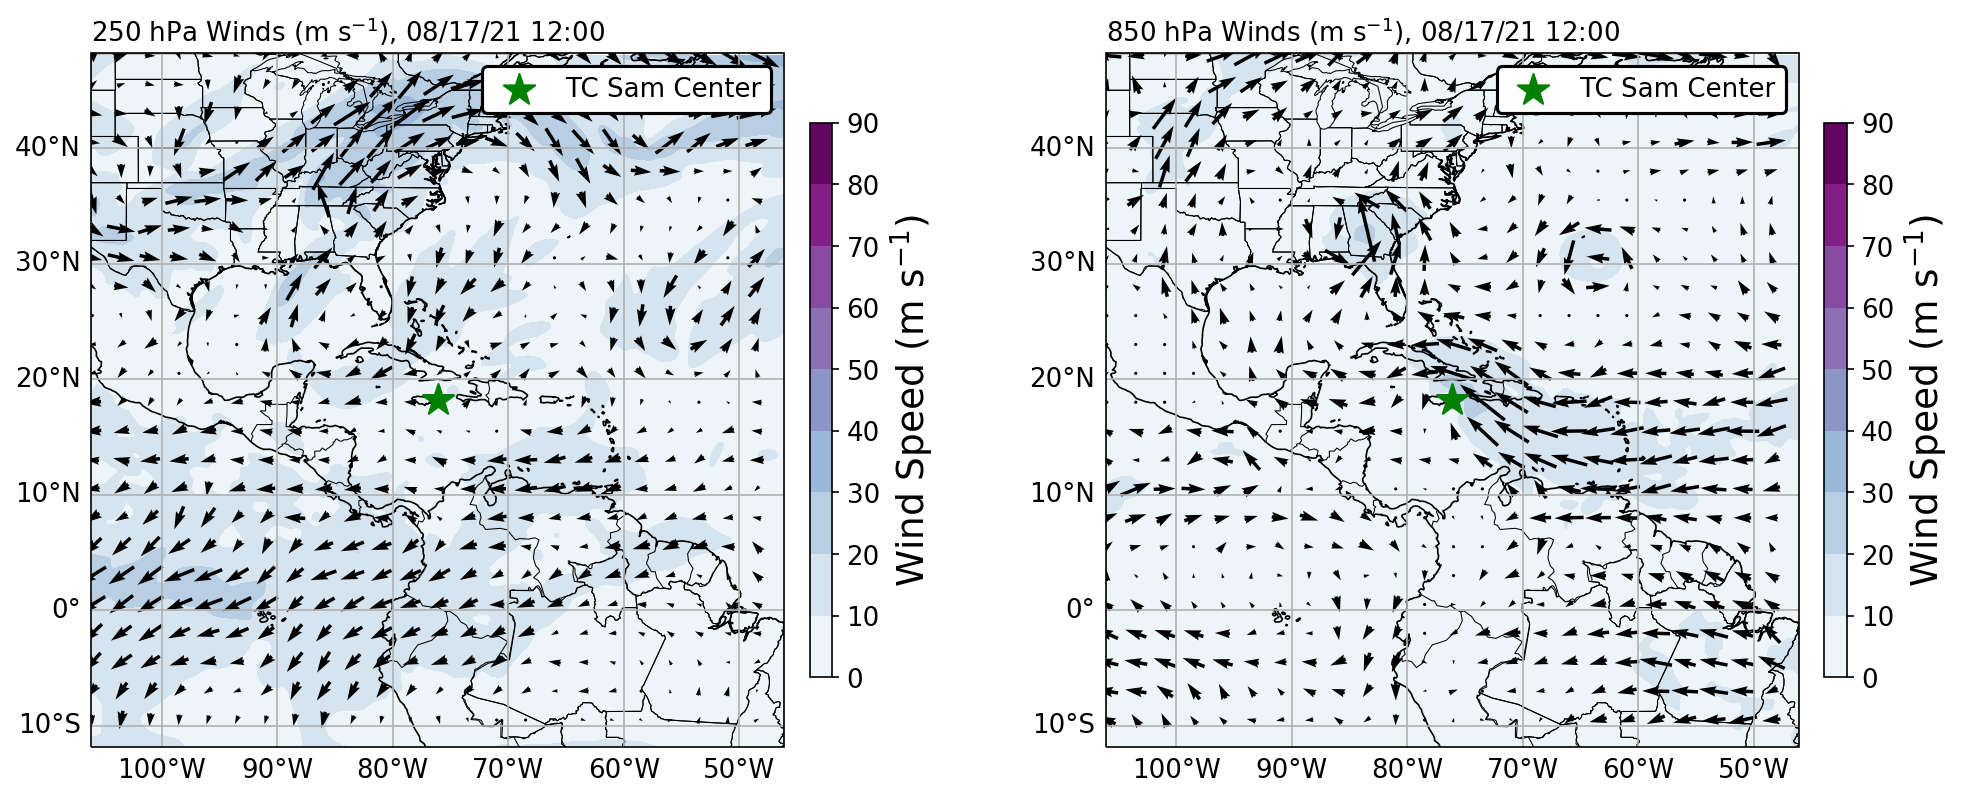 250 hPa Winds (m s⁻¹), 08/17/21 12:00
TC Sam Center
40°N
30°N
20°N
10°N
0°
10°S
100°W 90°W 80°W 70°W 60°W 50°W
90
80
70
60
50
40
30
20
10
0
Wind Speed (m s⁻¹)
850 hPa Winds (m s⁻¹), 08/17/21 12:00
TC Sam Center
40°N
30°N
20°N
10°N
0°
10°S
100°W 90°W 80°W 70°W 60°W 50°W
90
80
70
60
50
40
30
20
10
0
Wind Speed (m s⁻¹)